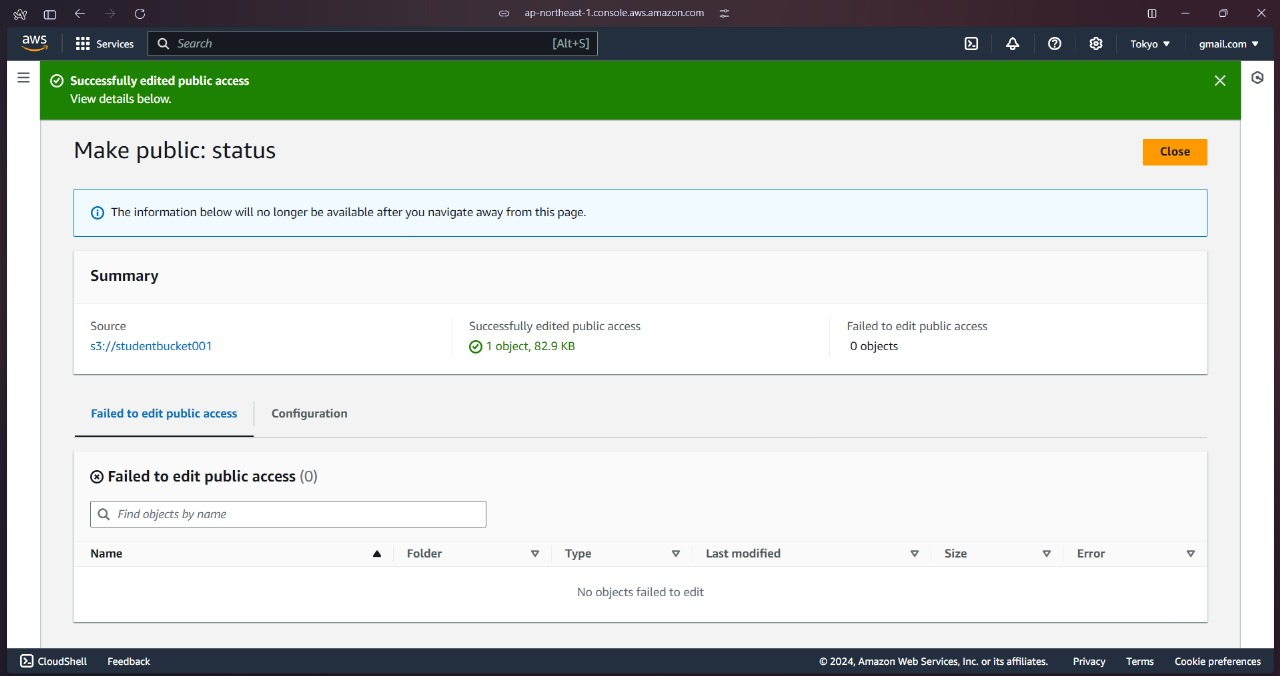 ap-northeast-1.console.aws.amazon.com
aws Services Search [Alt+S] Tokyo gmail.com
Successfully edited public access
View details below.
Make public: status
Close
The information below will no longer be available after you navigate away from this page.
Summary
Source Successfully edited public access Failed to edit public access
s3://studentbucket001 1 object, 82.9 KB 0 objects
Failed to edit public access Configuration
Failed to edit public access (0)
Find objects by name
Name Folder Type Last modified Size Error
No objects failed to edit
CloudShell Feedback © 2024, Amazon Web Services, Inc. or its affiliates. Privacy Terms Cookie preferences